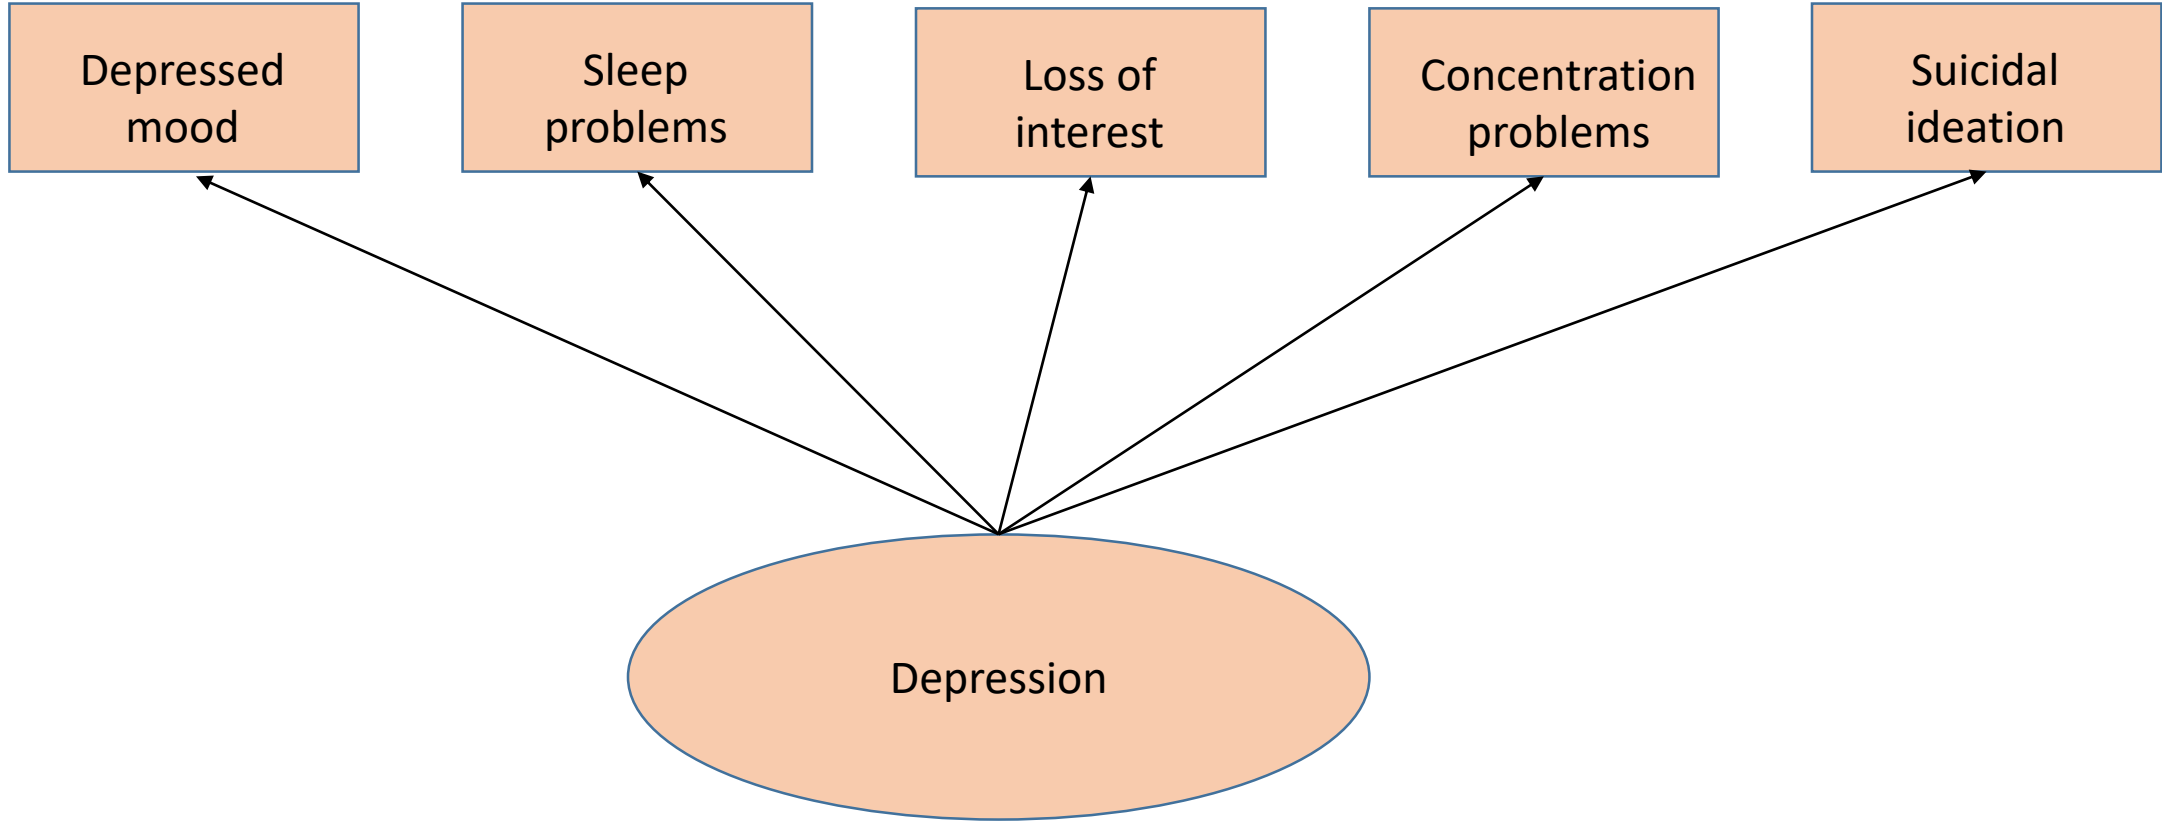 Depressed
mood
Sleep
problems
Loss of
interest
Concentration
problems
Suicidal
ideation
Depression